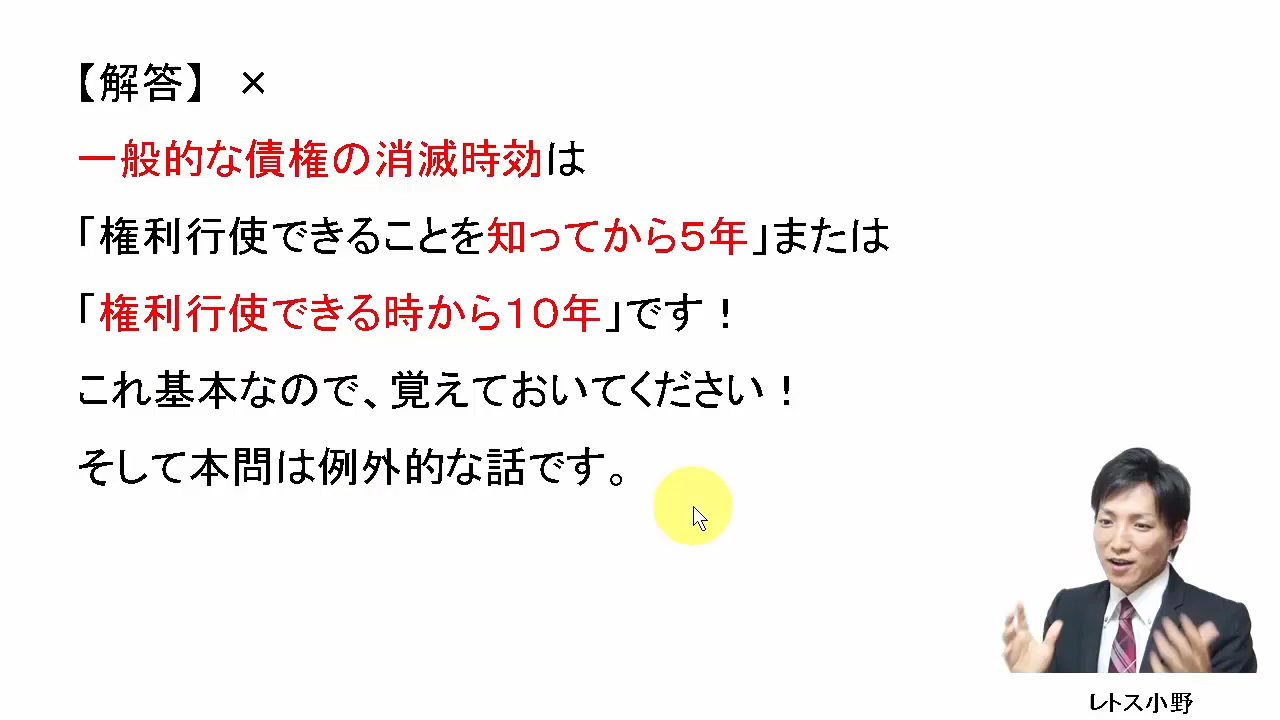 【解答】 ×
一般的な債権の消滅時効は
「権利行使できることを知ってから５年」または
「権利行使できる時から１０年」です！
これ基本なので、覚えておいてください！
そして本問は例外的な話です。
レトス小野